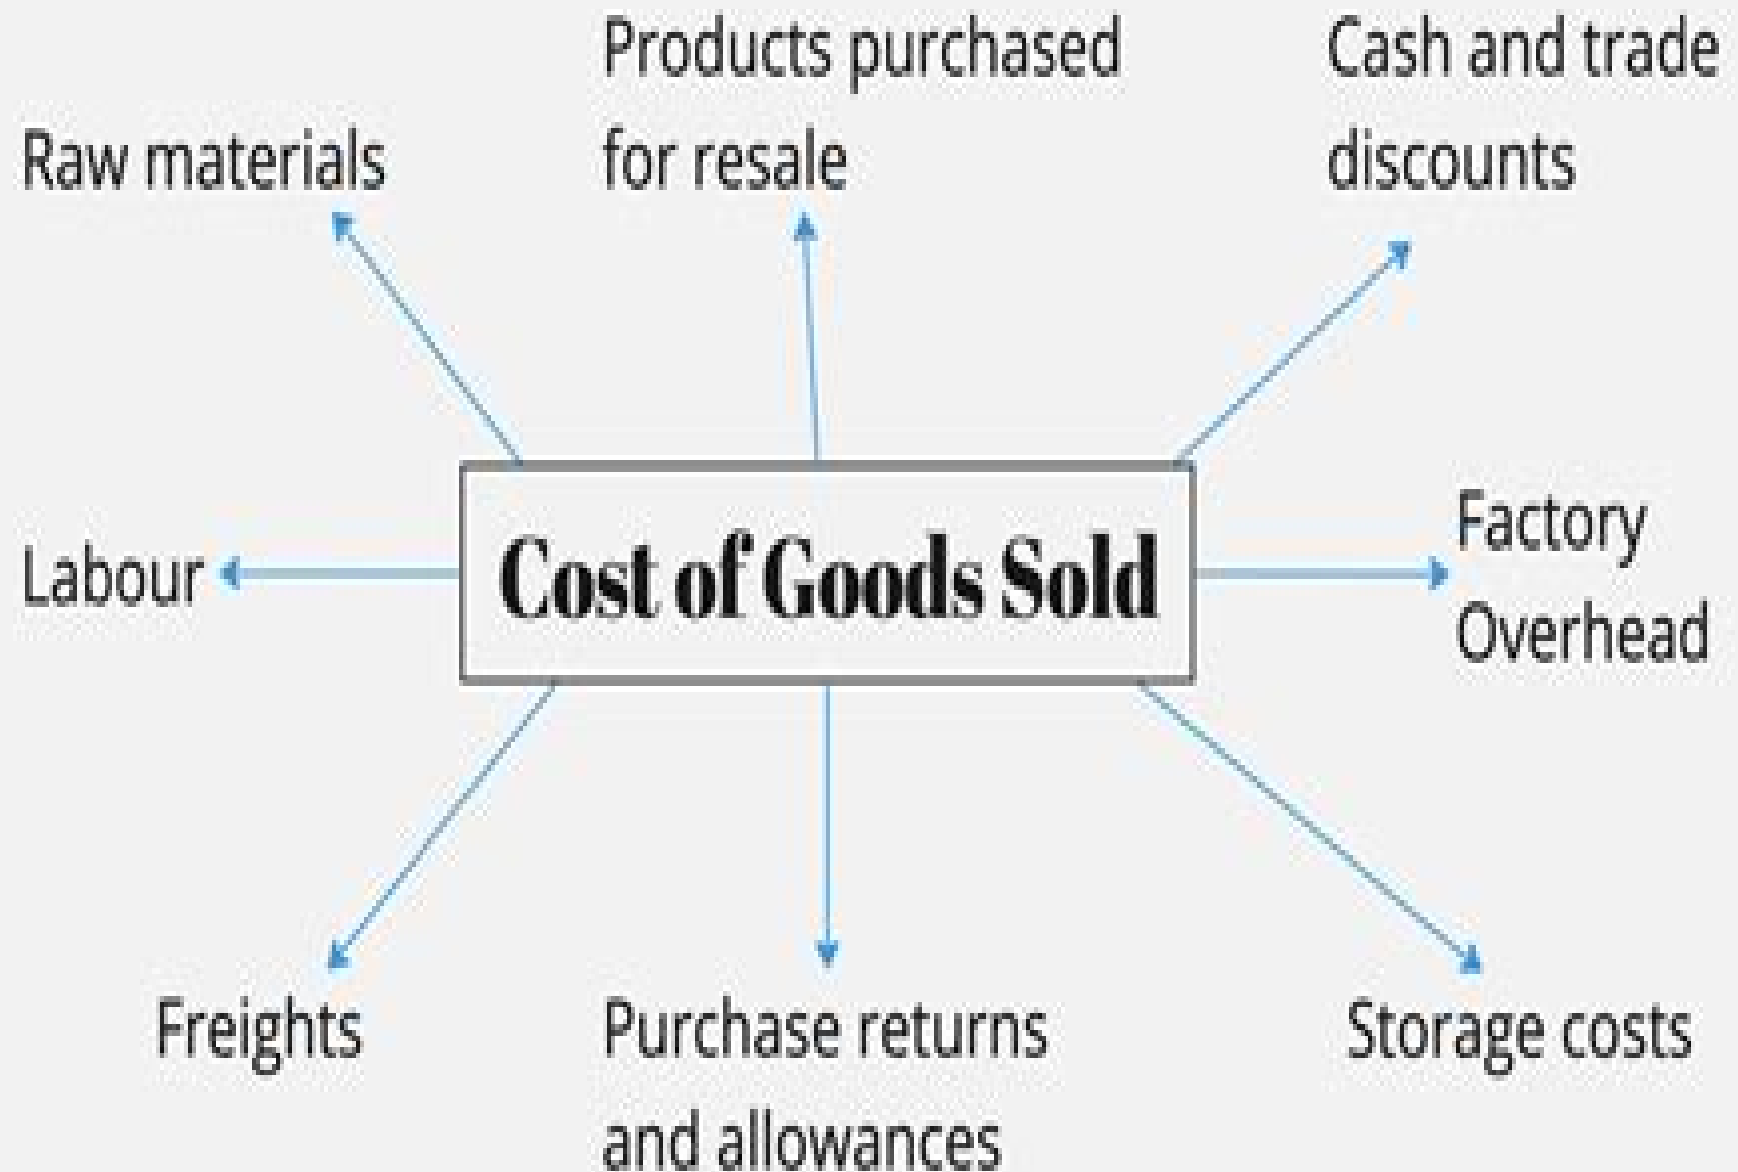 Products purchased
for resale
Cash and trade
discounts
Raw materials
Labour
Cost of Goods Sold
Factory
Overhead
Freights
Purchase returns
and allowances
Storage costs